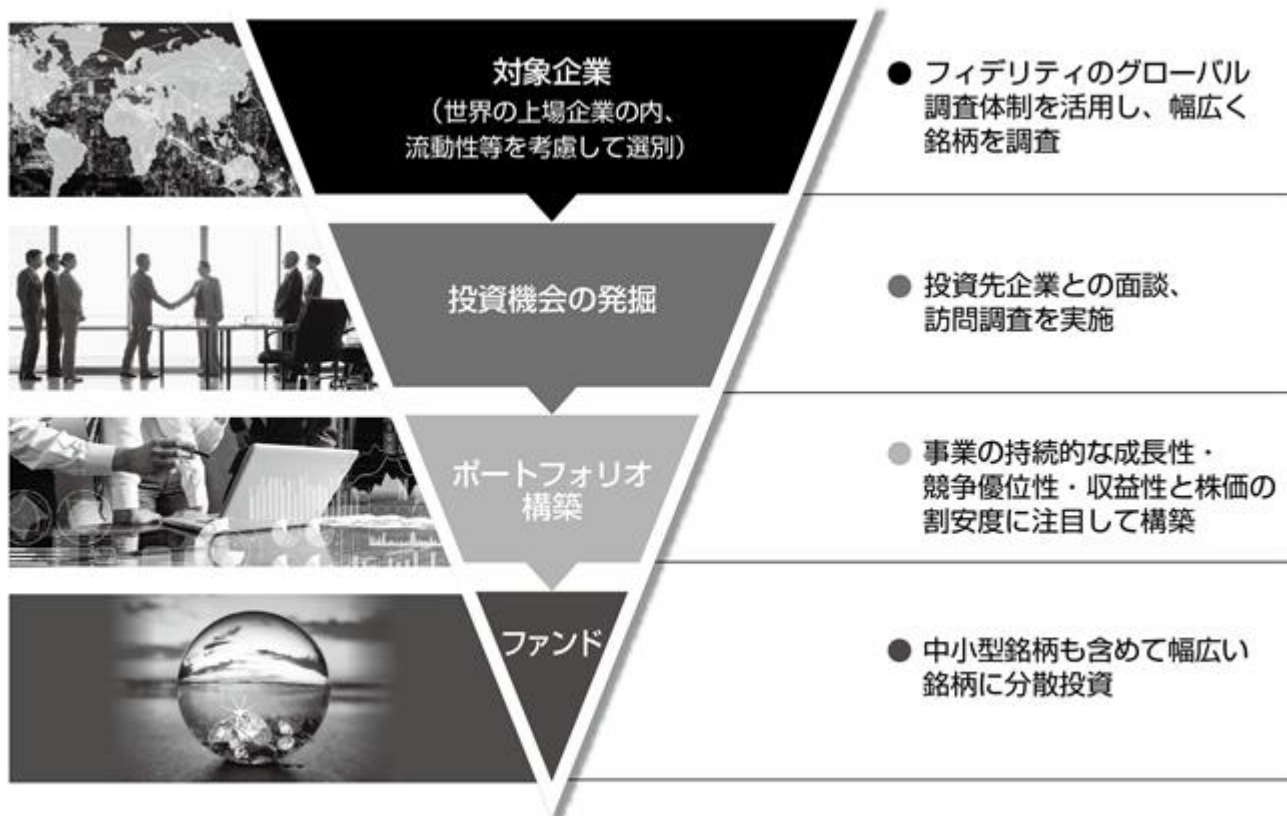 対象企業
（世界の上場企業の内、
流動性等を考慮して選別）
● フィデリティのグローバル
調査体制を活用し、幅広く
銘柄を調査
投資機会の発掘
● 投資先企業との面談、
訪問調査を実施
ポートフォリオ
構築
● 事業の持続的な成長性・
競争優位性・収益性と株価の
割安度に注目して構築
ファンド
● 中小型銘柄も含めて幅広い
銘柄に分散投資